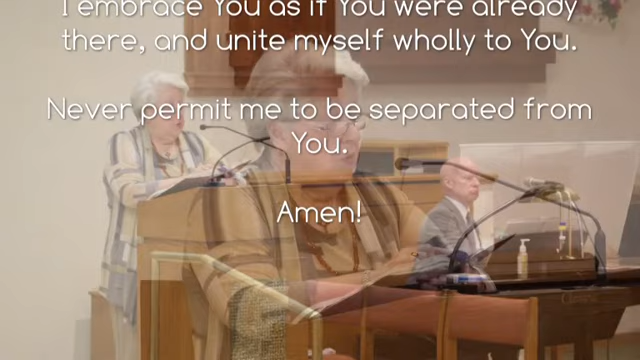 I embrace You as if You were already
there, and unite myself wholly to You.
Never permit me to be separated from
You.
Amen!